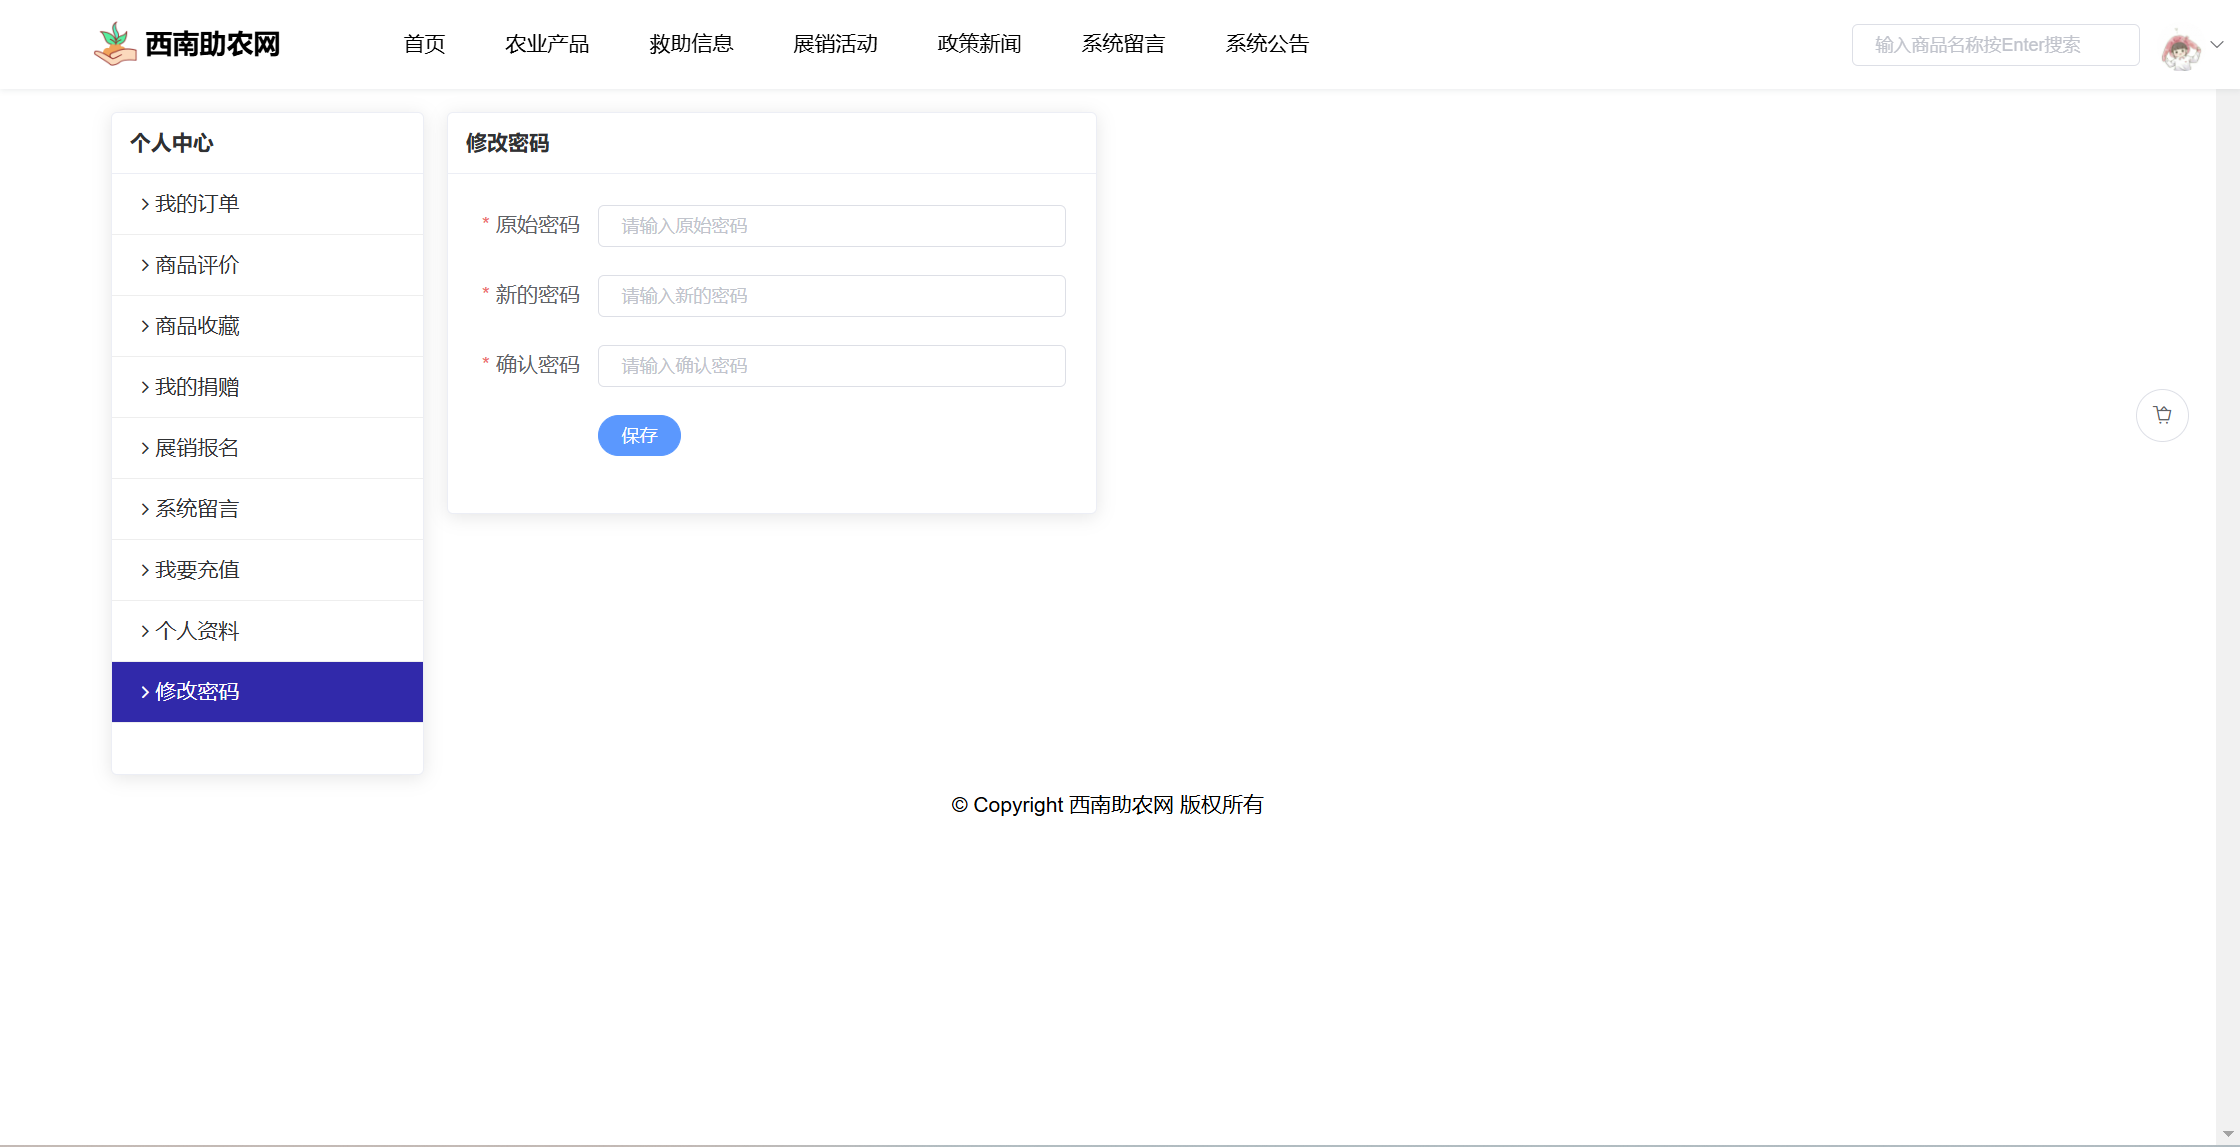 西南助农网
首页
农业产品
救助信息
展销活动
政策新闻
系统留言
系统公告
输入商品名称按Enter搜索
个人中心
我的订单
商品评价
商品收藏
我的捐赠
展销报名
系统留言
我要充值
个人资料
修改密码
修改密码
* 原始密码
请输入原始密码
* 新的密码
请输入新的密码
* 确认密码
请输入确认密码
保存
© Copyright 西南助农网 版权所有